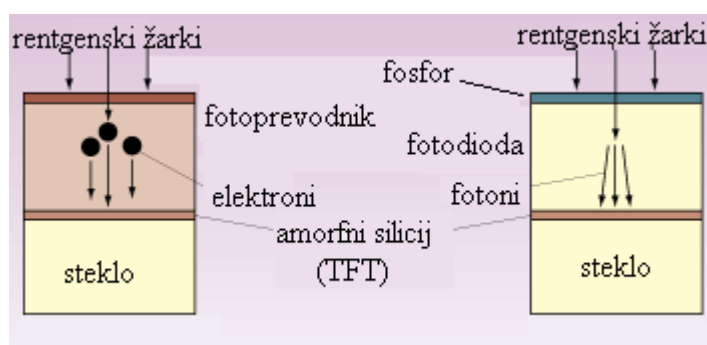 rentgenski žarki
fotoprevodnik
elektroni
amorfni silicij
(TFT)
steklo
rentgenski žarki
fosfor
fotodioda
fotoni
steklo